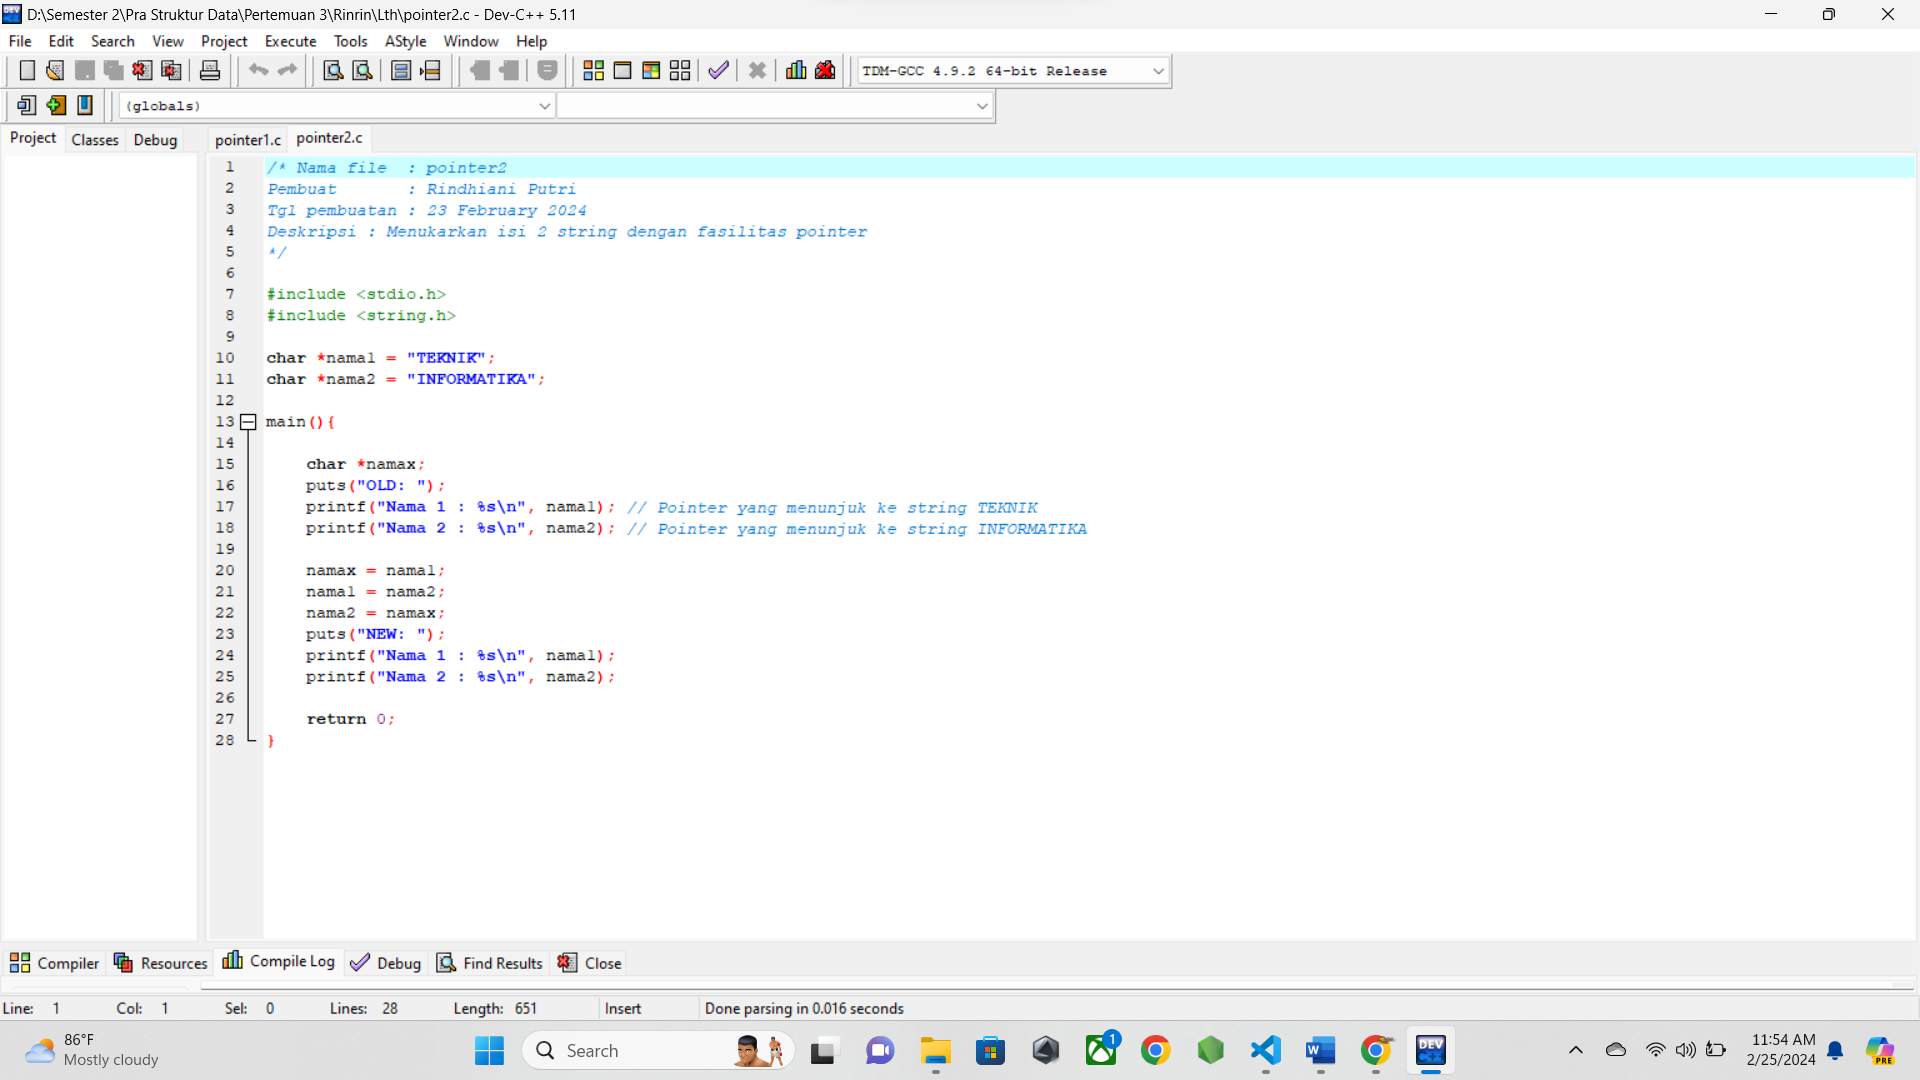 D:\Semester 2\Pra Struktur Data\Pertemuan 3\Rinrin\Lth\pointer2.c - Dev-C++ 5.11
File Edit Search View Project Execute Tools AStyle Window Help
TDM-GCC 4.9.2 64-bit Release
(globals)
Project Classes Debug pointer1.c pointer2.c
1 /* Nama file  : pointer2
2 Pembuat       : Rindhiani Putri
3 Tgl pembuatan : 23 February 2024
4 Deskripsi : Menukarkan isi 2 string dengan fasilitas pointer
5 */
6
7 #include <stdio.h>
8 #include <string.h>
9
10 char *nama1 = "TEKNIK";
11 char *nama2 = "INFORMATIKA";
12
13 main(){
14
15     char *namax;
16     puts("OLD: ");
17     printf("Nama 1 : %s\n", nama1); // Pointer yang menunjuk ke string TEKNIK
18     printf("Nama 2 : %s\n", nama2); // Pointer yang menunjuk ke string INFORMATIKA
19
20     namax = nama1;
21     nama1 = nama2;
22     nama2 = namax;
23     puts("NEW: ");
24     printf("Nama 1 : %s\n", nama1);
25     printf("Nama 2 : %s\n", nama2);
26
27     return 0;
28 }
Compiler Resources Compile Log Debug Find Results Close
Line: 1 Col: 1 Sel: 0 Lines: 28 Length: 651 Insert Done parsing in 0.016 seconds
86°F
Mostly cloudy
Search
1
W
DEV
C++
11:54 AM
2/25/2024
PRE